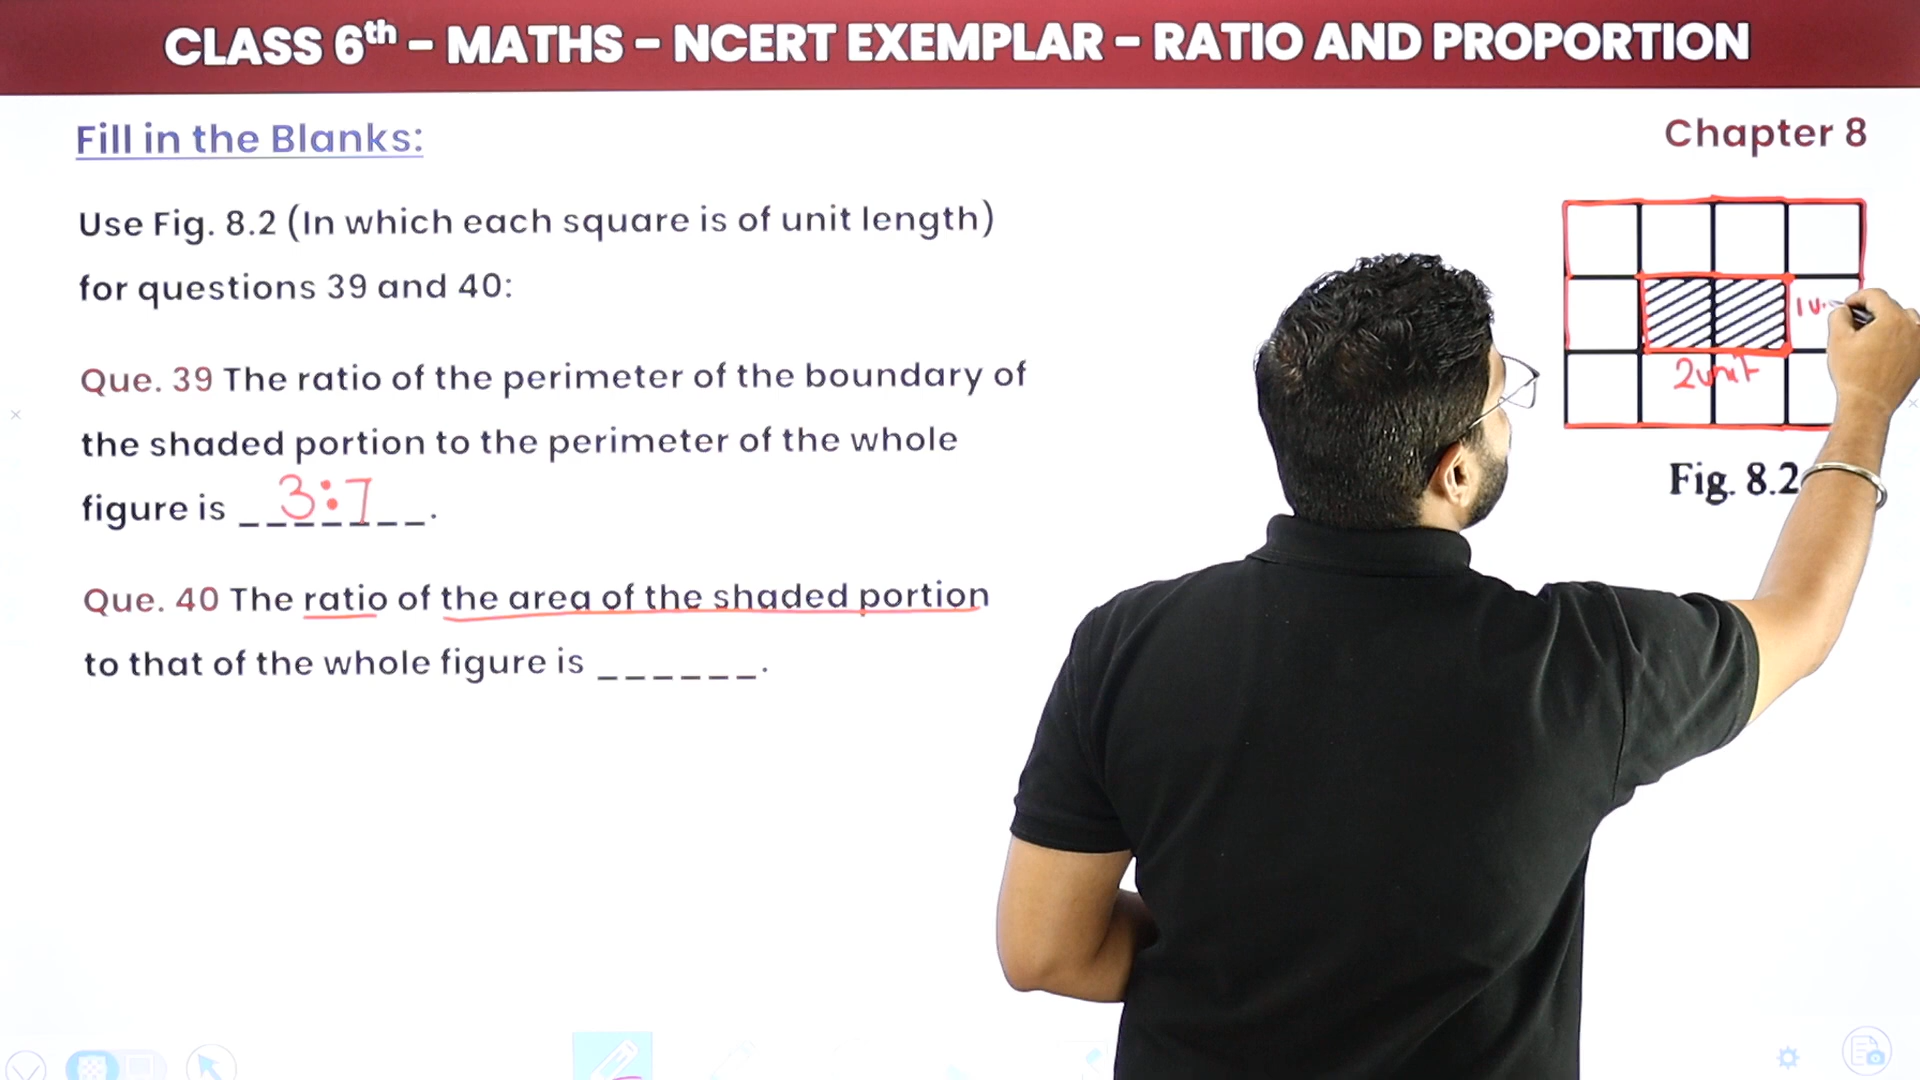 CLASS 6th - MATHS - NCERT EXEMPLAR - RATIO AND PROPORTION
Fill in the Blanks:
Chapter 8
Use Fig. 8.2 (In which each square is of unit length)
for questions 39 and 40:
Que. 39 The ratio of the perimeter of the boundary of
the shaded portion to the perimeter of the whole
figure is _ 3:7 _.
Que. 40 The ratio of the area of the shaded portion
to that of the whole figure is ______.
1
2unit
Fig. 8.2